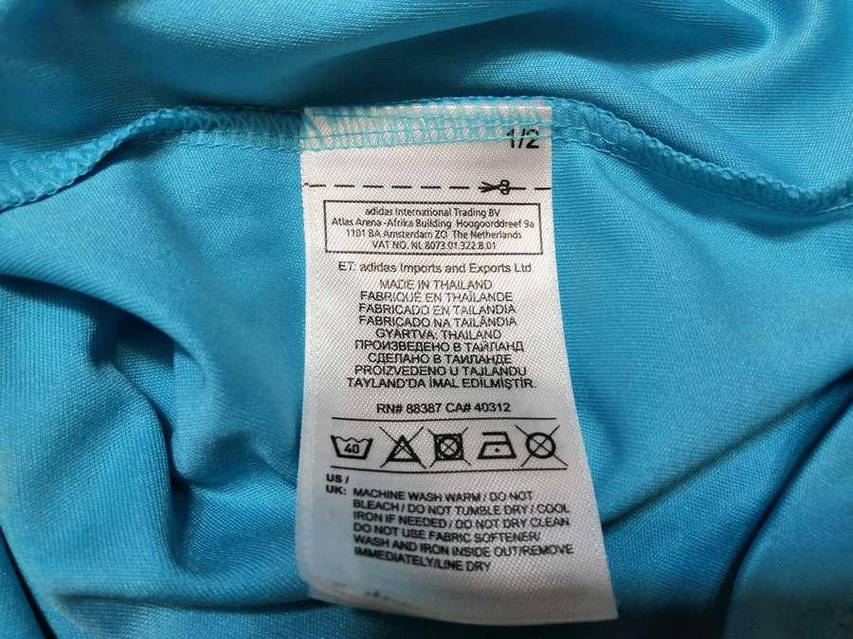 1/2
adidas International Trading BV
Atlas Arena -Afrika Building Hoogoorddreef 9a
1101 BA Amsterdam ZO The Netherlands
VAT NO. NL 8073.01.322.B.01
ET: adidas Imports and Exports Ltd
MADE IN THAILAND
FABRIQUÉ EN THAÏLANDE
FABRICADO EN TAILANDIA
FABRICADO NA TAILÂNDIA
GYÁRTVA: THAILAND
ПРОИЗВЕДЕНО В ТАЙЛАНД
СДЕЛАНО В ТАИЛАНДЕ
PROIZVEDENO U TAJLANDU
TAYLAND'DA İMAL EDİLMİŞTİR.
RN# 88387 CA# 40312
40
US /
UK: MACHINE WASH WARM / DO NOT
BLEACH / DO NOT TUMBLE DRY / COOL
IRON IF NEEDED / DO NOT DRY CLEAN
DO NOT USE FABRIC SOFTENER/
WASH AND IRON INSIDE OUT/REMOVE
IMMEDIATELY/LINE DRY